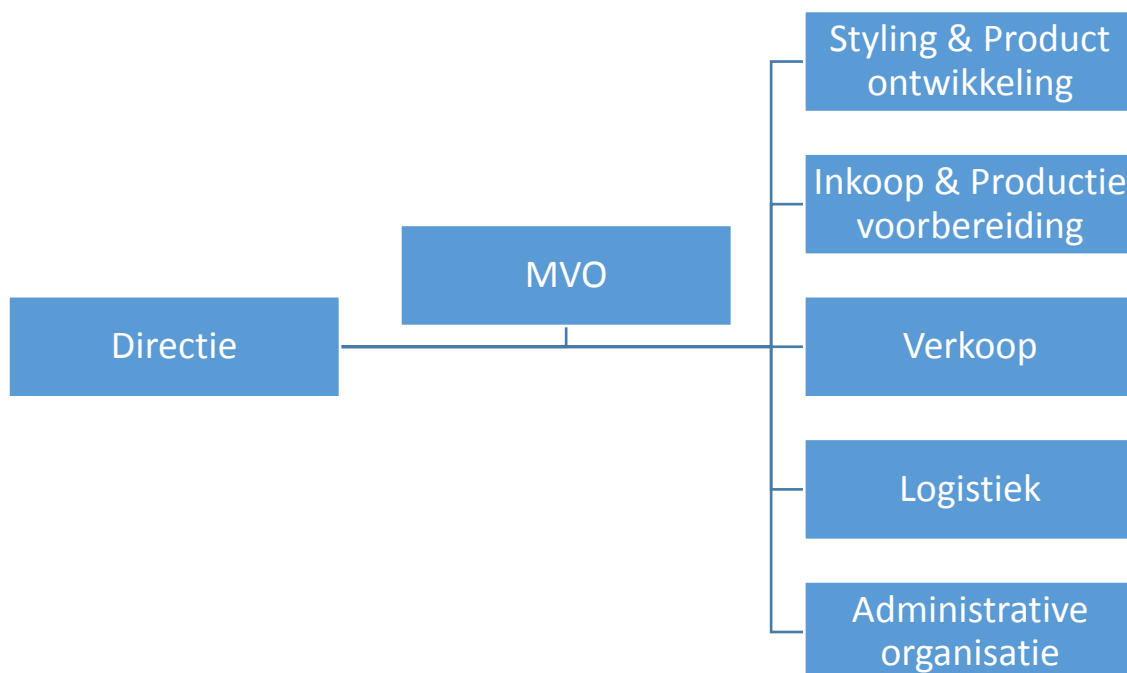 Styling & Product
ontwikkeling
Inkoop & Productie
voorbereiding
MVO
Directie
Verkoop
Logistiek
Administrative
organisatie